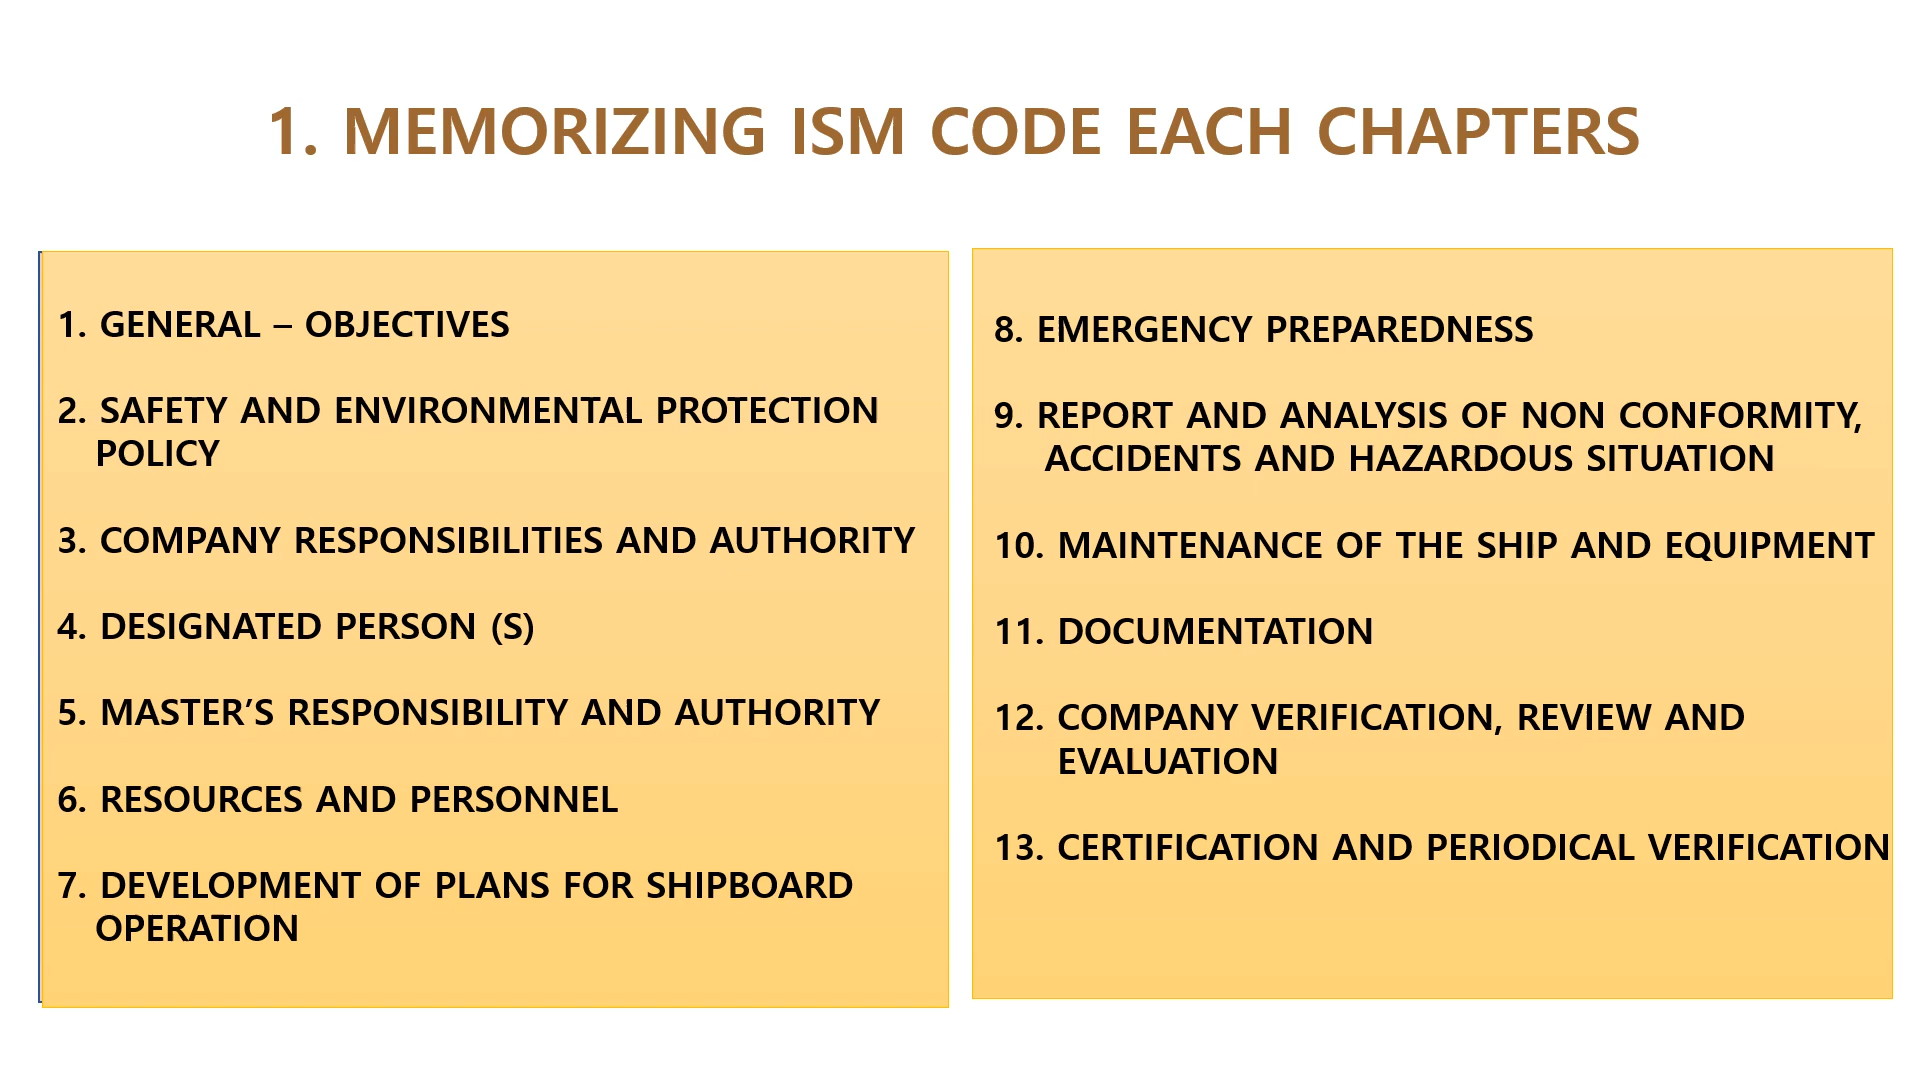 1. MEMORIZING ISM CODE EACH CHAPTERS
1. GENERAL – OBJECTIVES
2. SAFETY AND ENVIRONMENTAL PROTECTION
POLICY
3. COMPANY RESPONSIBILITIES AND AUTHORITY
4. DESIGNATED PERSON (S)
5. MASTER’S RESPONSIBILITY AND AUTHORITY
6. RESOURCES AND PERSONNEL
7. DEVELOPMENT OF PLANS FOR SHIPBOARD
OPERATION
8. EMERGENCY PREPAREDNESS
9. REPORT AND ANALYSIS OF NON CONFORMITY,
ACCIDENTS AND HAZARDOUS SITUATION
10. MAINTENANCE OF THE SHIP AND EQUIPMENT
11. DOCUMENTATION
12. COMPANY VERIFICATION, REVIEW AND
EVALUATION
13. CERTIFICATION AND PERIODICAL VERIFICATION